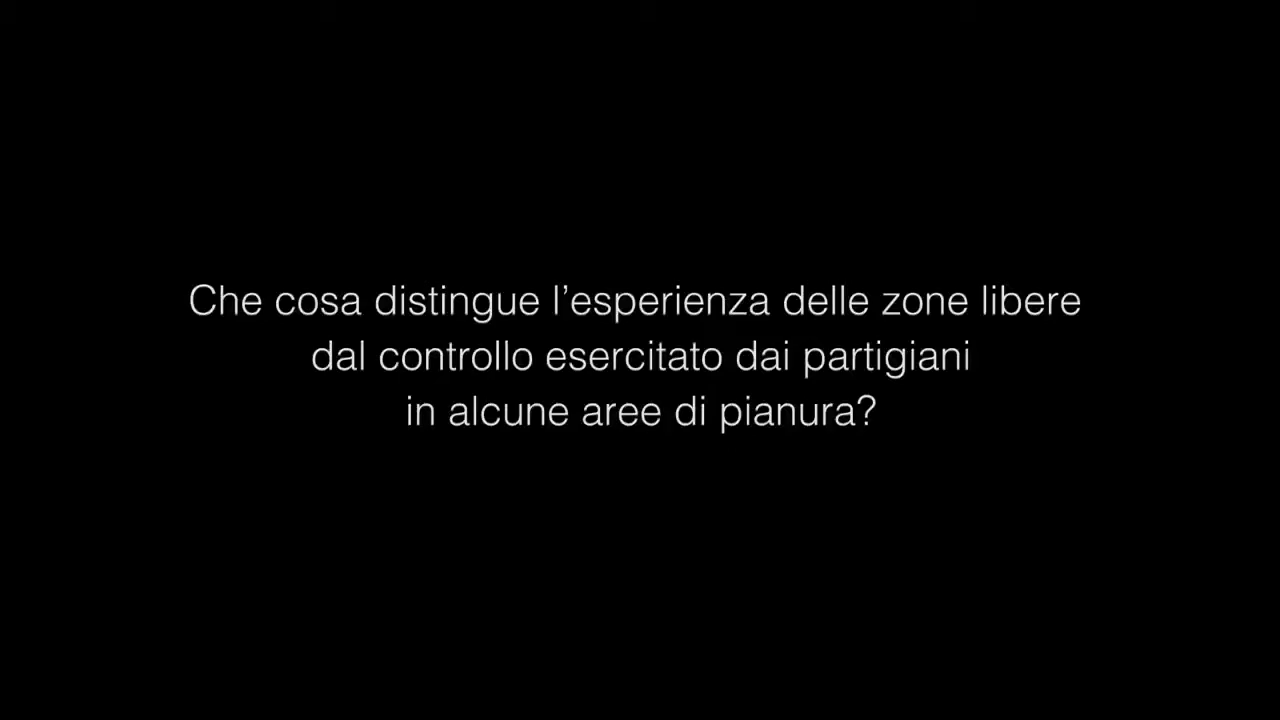 Che cosa distingue l’esperienza delle zone libere
dal controllo esercitato dai partigiani
in alcune aree di pianura?